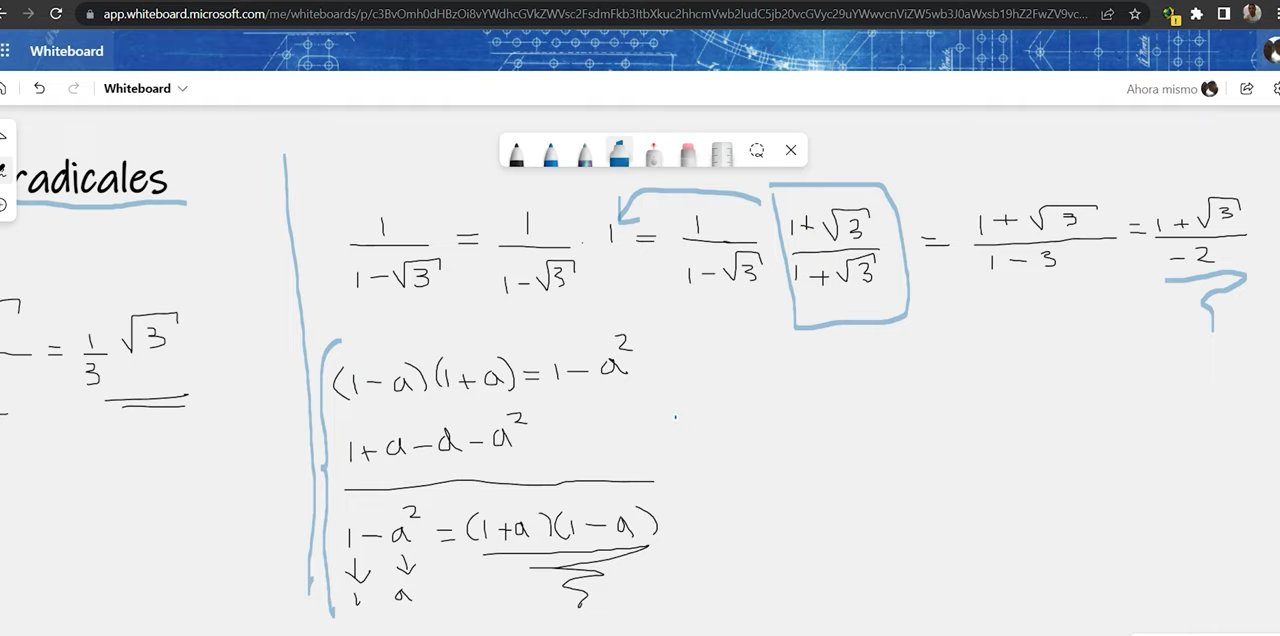 app.whiteboard.microsoft.com/me/whiteboards/p/
Whiteboard
Whiteboard
Ahora mismo
radicales
1/(1-√3) = 1/(1-√3) · 1 = 1/(1-√3) (1+√3)/(1+√3) = (1+√3)/(1-3) = (1+√3)/-2
= 1/3 √3
(1-a)(1+a) = 1-a²
1+a-a-a²
1-a² = (1+a)(1-a)
↓ ↓
1 a